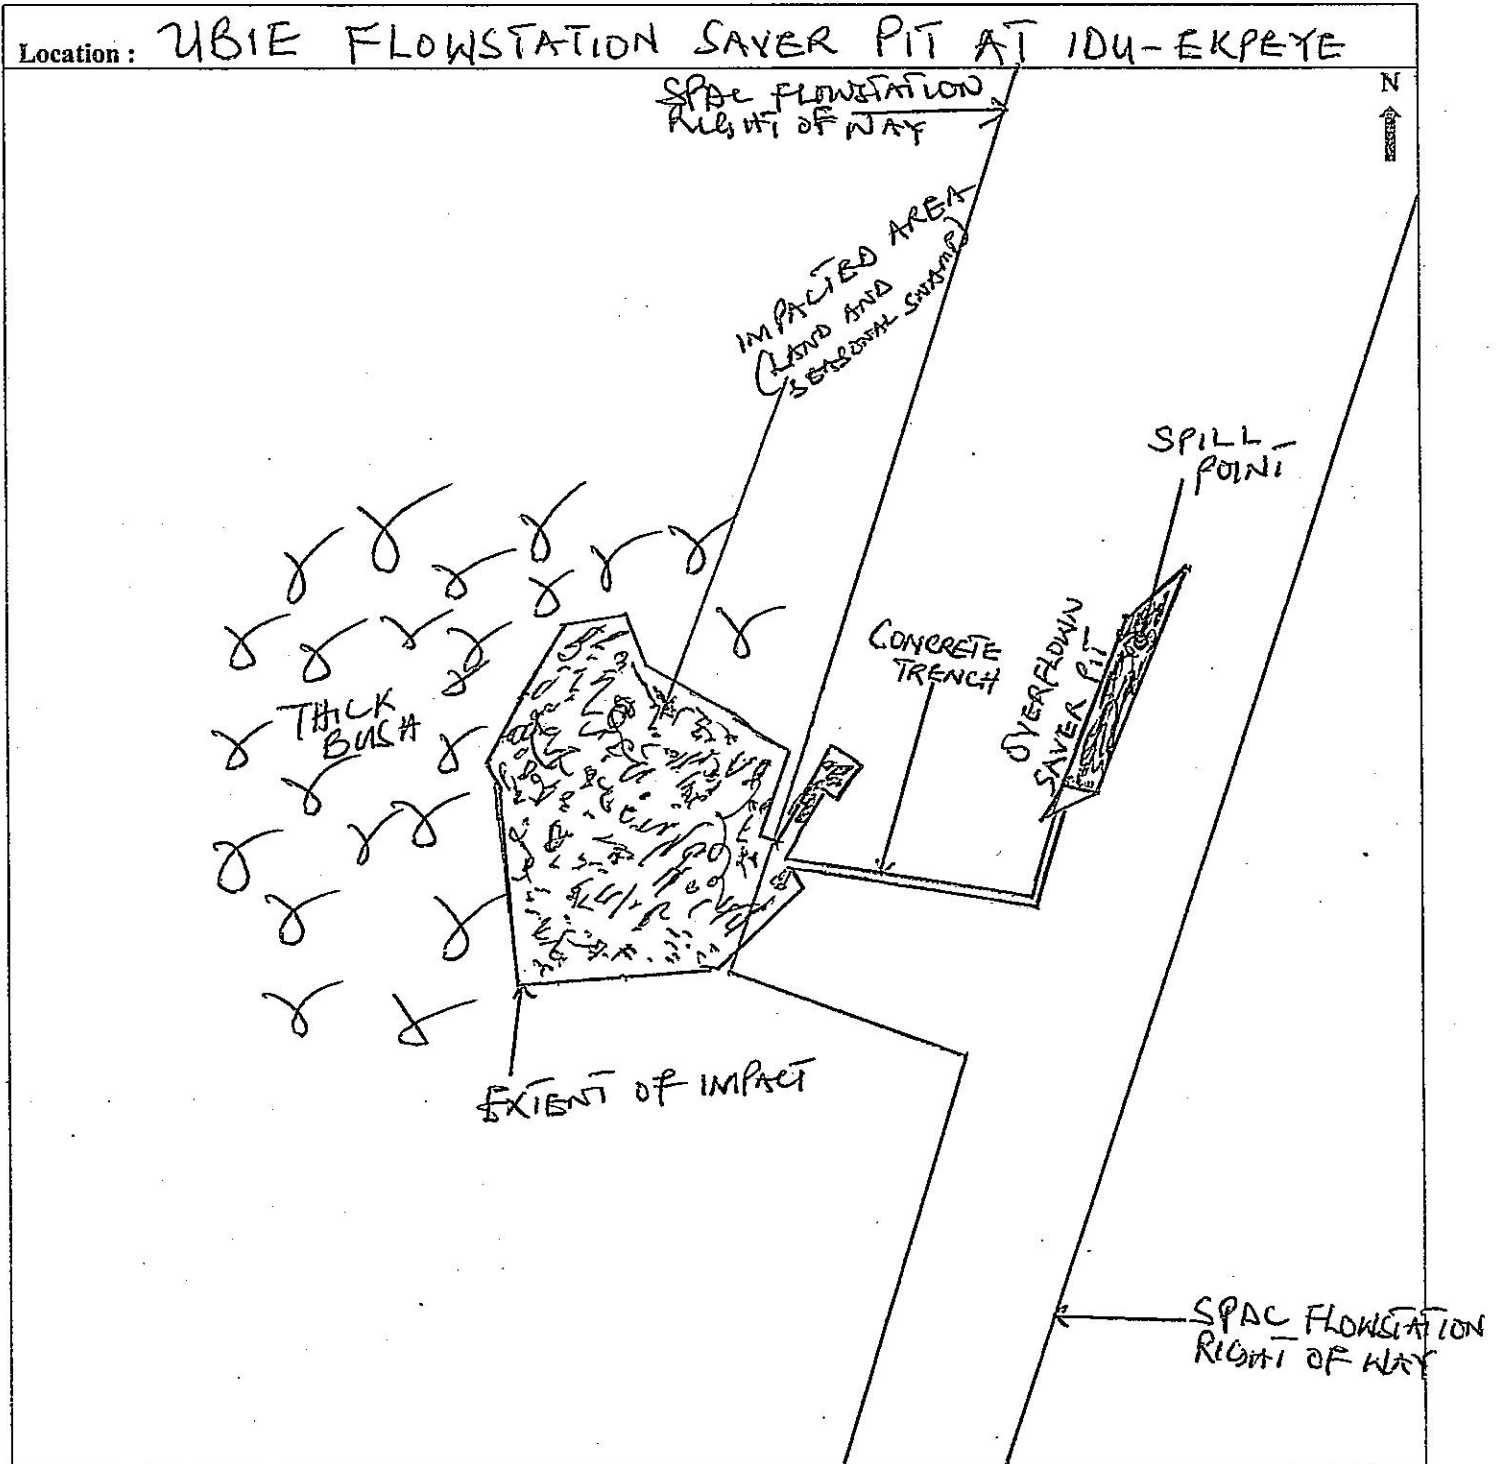 Location : UBIE FLOWSTATION SAVER PIT AT IDU-EKPEYE
N
SPDC FLOWSTATION
RIGHT OF WAY
IMPACTED AREA
(LAND AND
SEASONAL SWAMP)
SPILL
POINT
CONCRETE
TRENCH
OVERFLOWN
SAVER PIT
THICK
BUSH
EXTENT OF IMPACT
SPDC FLOWSTATION
RIGHT OF WAY